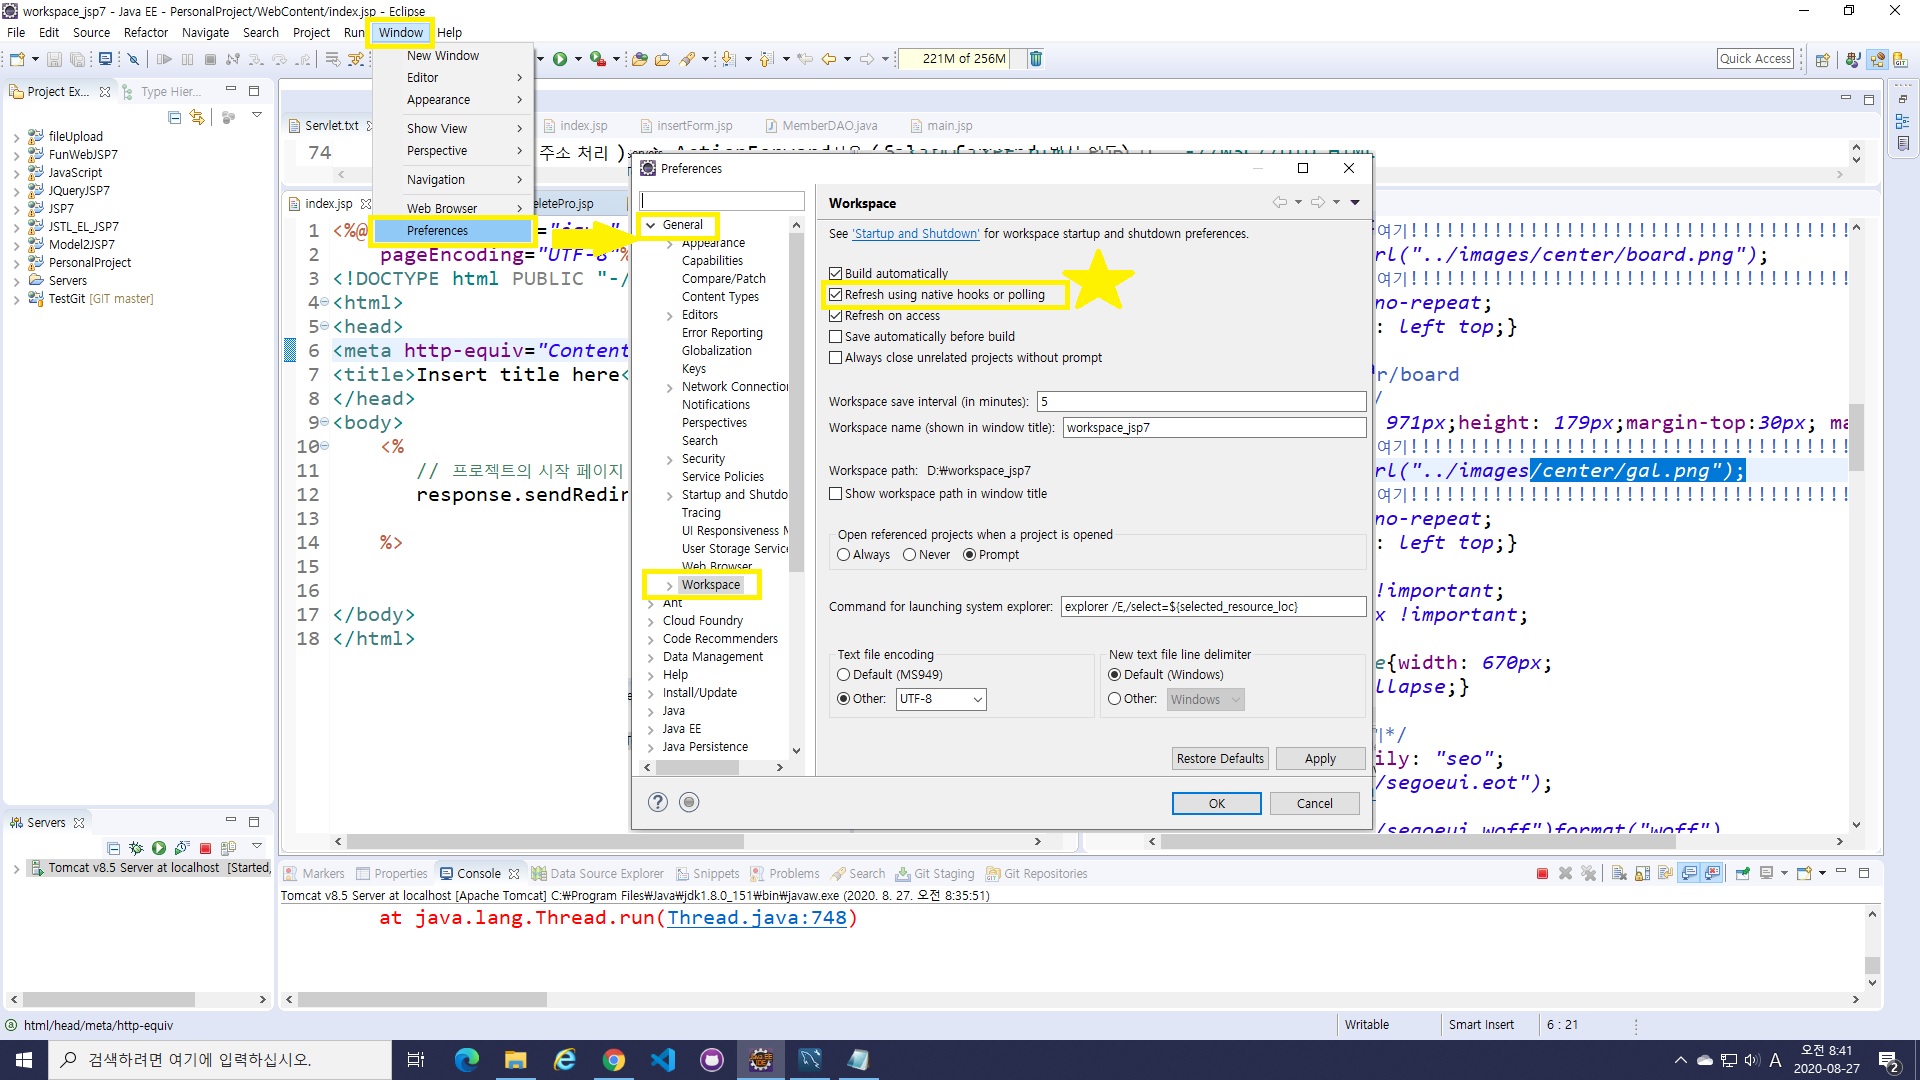 workspace_jsp7 - Java EE - PersonalProject/WebContent/index.jsp - Eclipse
File Edit Source Refactor Navigate Search Project Run Window Help
221M of 256M
Quick Access
New Window
Editor
Appearance
Show View
Perspective
Navigation
Web Browser
Preferences
Project Ex...
Type Hier...
fileUpload
FunWebJSP7
JavaScript
JQueryJSP7
JSP7
JSTL_EL_JSP7
Model2JSP7
PersonalProject
Servers
TestGit [GIT master]
Servlet.txt
index.jsp
insertForm.jsp
MemberDAO.java
main.jsp
74
주소 처리 )
index.jsp
eletePro.jsp
1 <%@
2 pageEncoding="UTF-8"%
3 <!DOCTYPE html PUBLIC "-/
4 <html>
5 <head>
6 <meta http-equiv="Content
7 <title>Insert title here<
8 </head>
9 <body>
10 <%
11 // 프로젝트의 시작 페이지
12 response.sendRedir
13
14 %>
15
16
17 </body>
18 </html>
Preferences
General
Appearance
Capabilities
Compare/Patch
Content Types
Editors
Error Reporting
Globalization
Keys
Network Connection
Notifications
Perspectives
Search
Security
Service Policies
Startup and Shutdo
Tracing
UI Responsiveness M
User Storage Service
Web Browser
Workspace
Ant
Cloud Foundry
Code Recommenders
Data Management
Help
Install/Update
Java
Java EE
Java Persistence
Workspace
See 'Startup and Shutdown' for workspace startup and shutdown preferences.
Build automatically
Refresh using native hooks or polling
Refresh on access
Save automatically before build
Always close unrelated projects without prompt
Workspace save interval (in minutes): 5
Workspace name (shown in window title): workspace_jsp7
Workspace path: D:₩workspace_jsp7
Show workspace path in window title
Open referenced projects when a project is opened
Always Never Prompt
Command for launching system explorer: explorer /E,/select=${selected_resource_loc}
Text file encoding
Default (MS949)
Other: UTF-8
New text file line delimiter
Default (Windows)
Other: Windows
Restore Defaults Apply
OK Cancel
여기!!!!!!!!!!!!!!!!!!!!!!!!!!!!!!!!!!!!!
rl("../images/center/board.png");
여기!!!!!!!!!!!!!!!!!!!!!!!!!!!!!!!!!!!!!
no-repeat;
: left top;}
r/board
/
971px;height: 179px;margin-top:30px; ma
여기!!!!!!!!!!!!!!!!!!!!!!!!!!!!!!!!!!!!!
rl("../images/center/gal.png");
여기!!!!!!!!!!!!!!!!!!!!!!!!!!!!!!!!!!!!!
no-repeat;
: left top;}
!important;
x !important;
e{width: 670px;
llapse;}
*/
ily: "seo";
/segoeui.eot");
/segoeui.woff")format("woff")
Servers
Tomcat v8.5 Server at localhost [Started,
Markers Properties Console Data Source Explorer Snippets Problems Search Git Staging Git Repositories
Tomcat v8.5 Server at localhost [Apache Tomcat] C:₩Program Files₩Java₩jdk1.8.0_151₩bin₩javaw.exe (2020. 8. 27. 오전 8:35:51)
at java.lang.Thread.run(Thread.java:748)
html/head/meta/http-equiv
Writable
Smart Insert
6 : 21
검색하려면 여기에 입력하십시오.
A
오전 8:41
2020-08-27
2